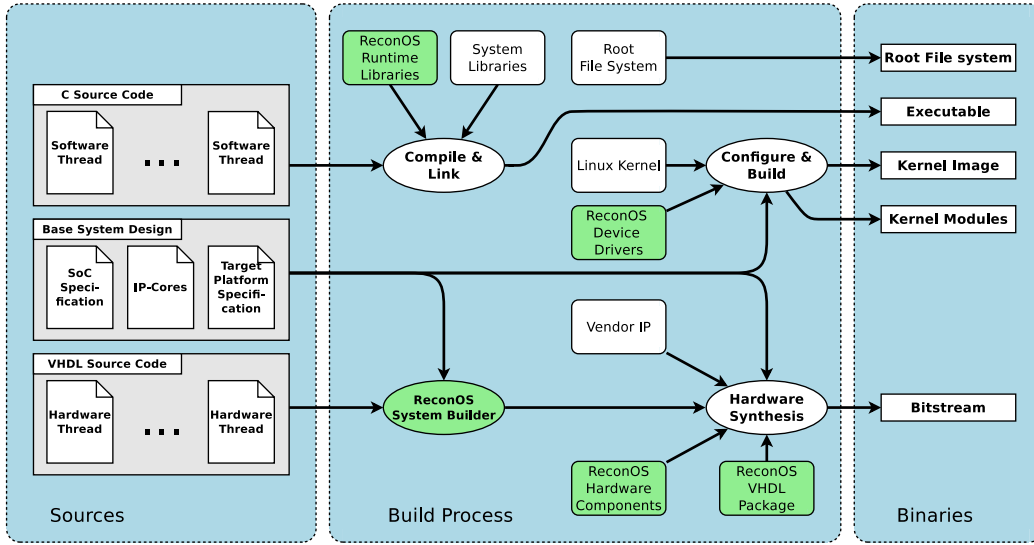 C Source Code
Software
Thread
...
Software
Thread
Base System Design
SoC
Speci-
fication
IP-Cores
Target
Platform
Specifi-
cation
VHDL Source Code
Hardware
Thread
...
Hardware
Thread
Sources
ReconOS
Runtime
Libraries
System
Libraries
Root
File System
Compile &
Link
Linux Kernel
Configure &
Build
ReconOS
Device
Drivers
Vendor IP
ReconOS
System Builder
Hardware
Synthesis
ReconOS
Hardware
Components
ReconOS
VHDL
Package
Build Process
Root File system
Executable
Kernel Image
Kernel Modules
Bitstream
Binaries